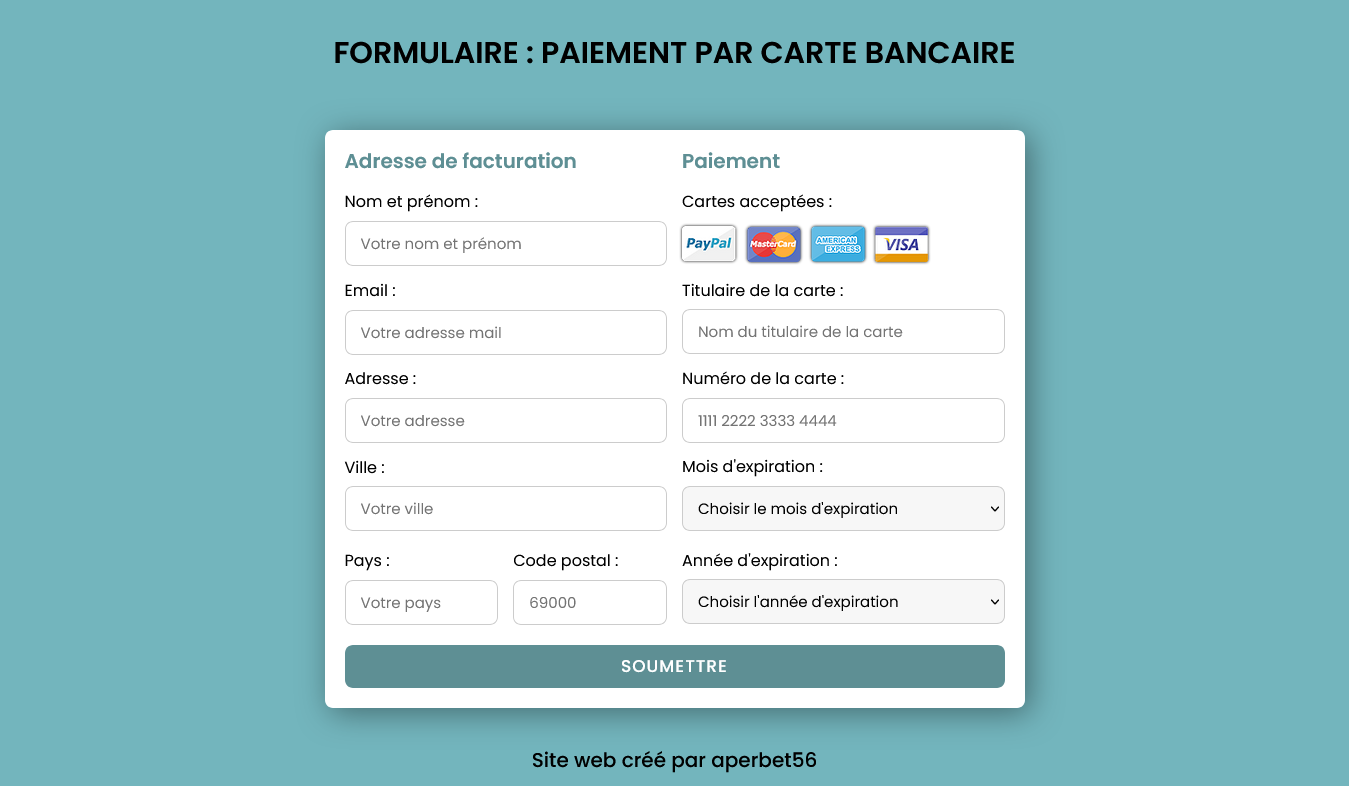 FORMULAIRE : PAIEMENT PAR CARTE BANCAIRE
Adresse de facturation
Nom et prénom :
Votre nom et prénom
Email :
Votre adresse mail
Adresse :
Votre adresse
Ville :
Votre ville
Pays :
Votre pays
Code postal :
69000
Paiement
Cartes acceptées :
PayPal
MasterCard
AMERICAN
EXPRESS
VISA
Titulaire de la carte :
Nom du titulaire de la carte
Numéro de la carte :
1111 2222 3333 4444
Mois d'expiration :
Choisir le mois d'expiration
Année d'expiration :
Choisir l'année d'expiration
SOUMETTRE
Site web créé par aperbet56